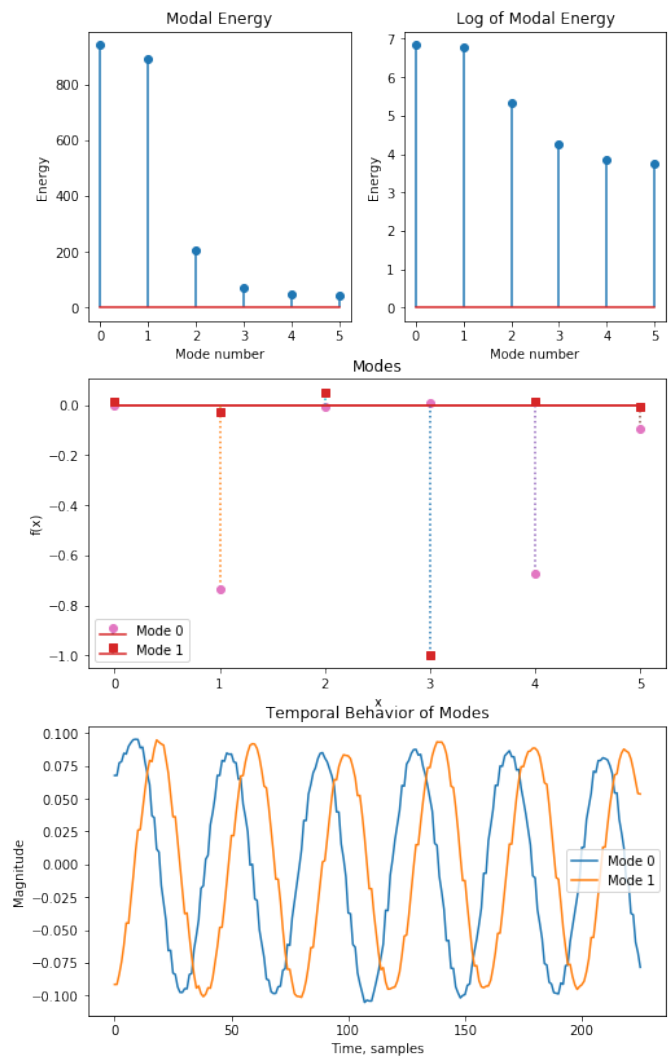 Modal Energy
Energy
800
600
400
200
0
0 1 2 3 4 5
Mode number
Log of Modal Energy
Energy
7
6
5
4
3
2
1
0
0 1 2 3 4 5
Mode number
Modes
f(x)
0.0
−0.2
−0.4
−0.6
−0.8
−1.0
Mode 0
Mode 1
0 1 2 3 4 5
x
Temporal Behavior of Modes
Magnitude
0.100
0.075
0.050
0.025
0.000
−0.025
−0.050
−0.075
−0.100
Mode 0
Mode 1
0 50 100 150 200
Time, samples